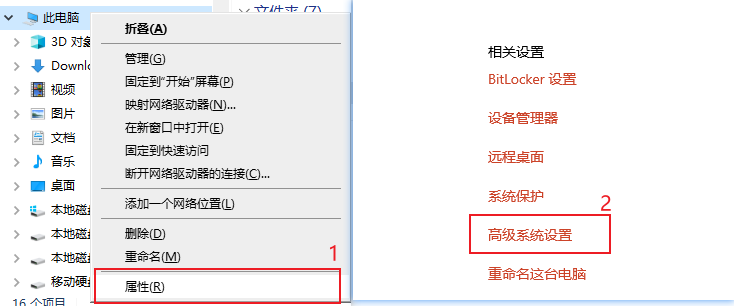 此电脑
文件夹 (7)
3D 对象
Downlo
视频
图片
文档
音乐
桌面
本地磁盘
本地磁盘
本地磁盘
移动硬盘
16 个项目
折叠(A)
管理(G)
固定到"开始"屏幕(P)
映射网络驱动器(N)...
在新窗口中打开(E)
固定到快速访问
断开网络驱动器的连接(C)...
添加一个网络位置(L)
删除(D)
重命名(M)
1
属性(R)
相关设置
BitLocker 设置
设备管理器
远程桌面
系统保护
2
高级系统设置
重命名这台电脑